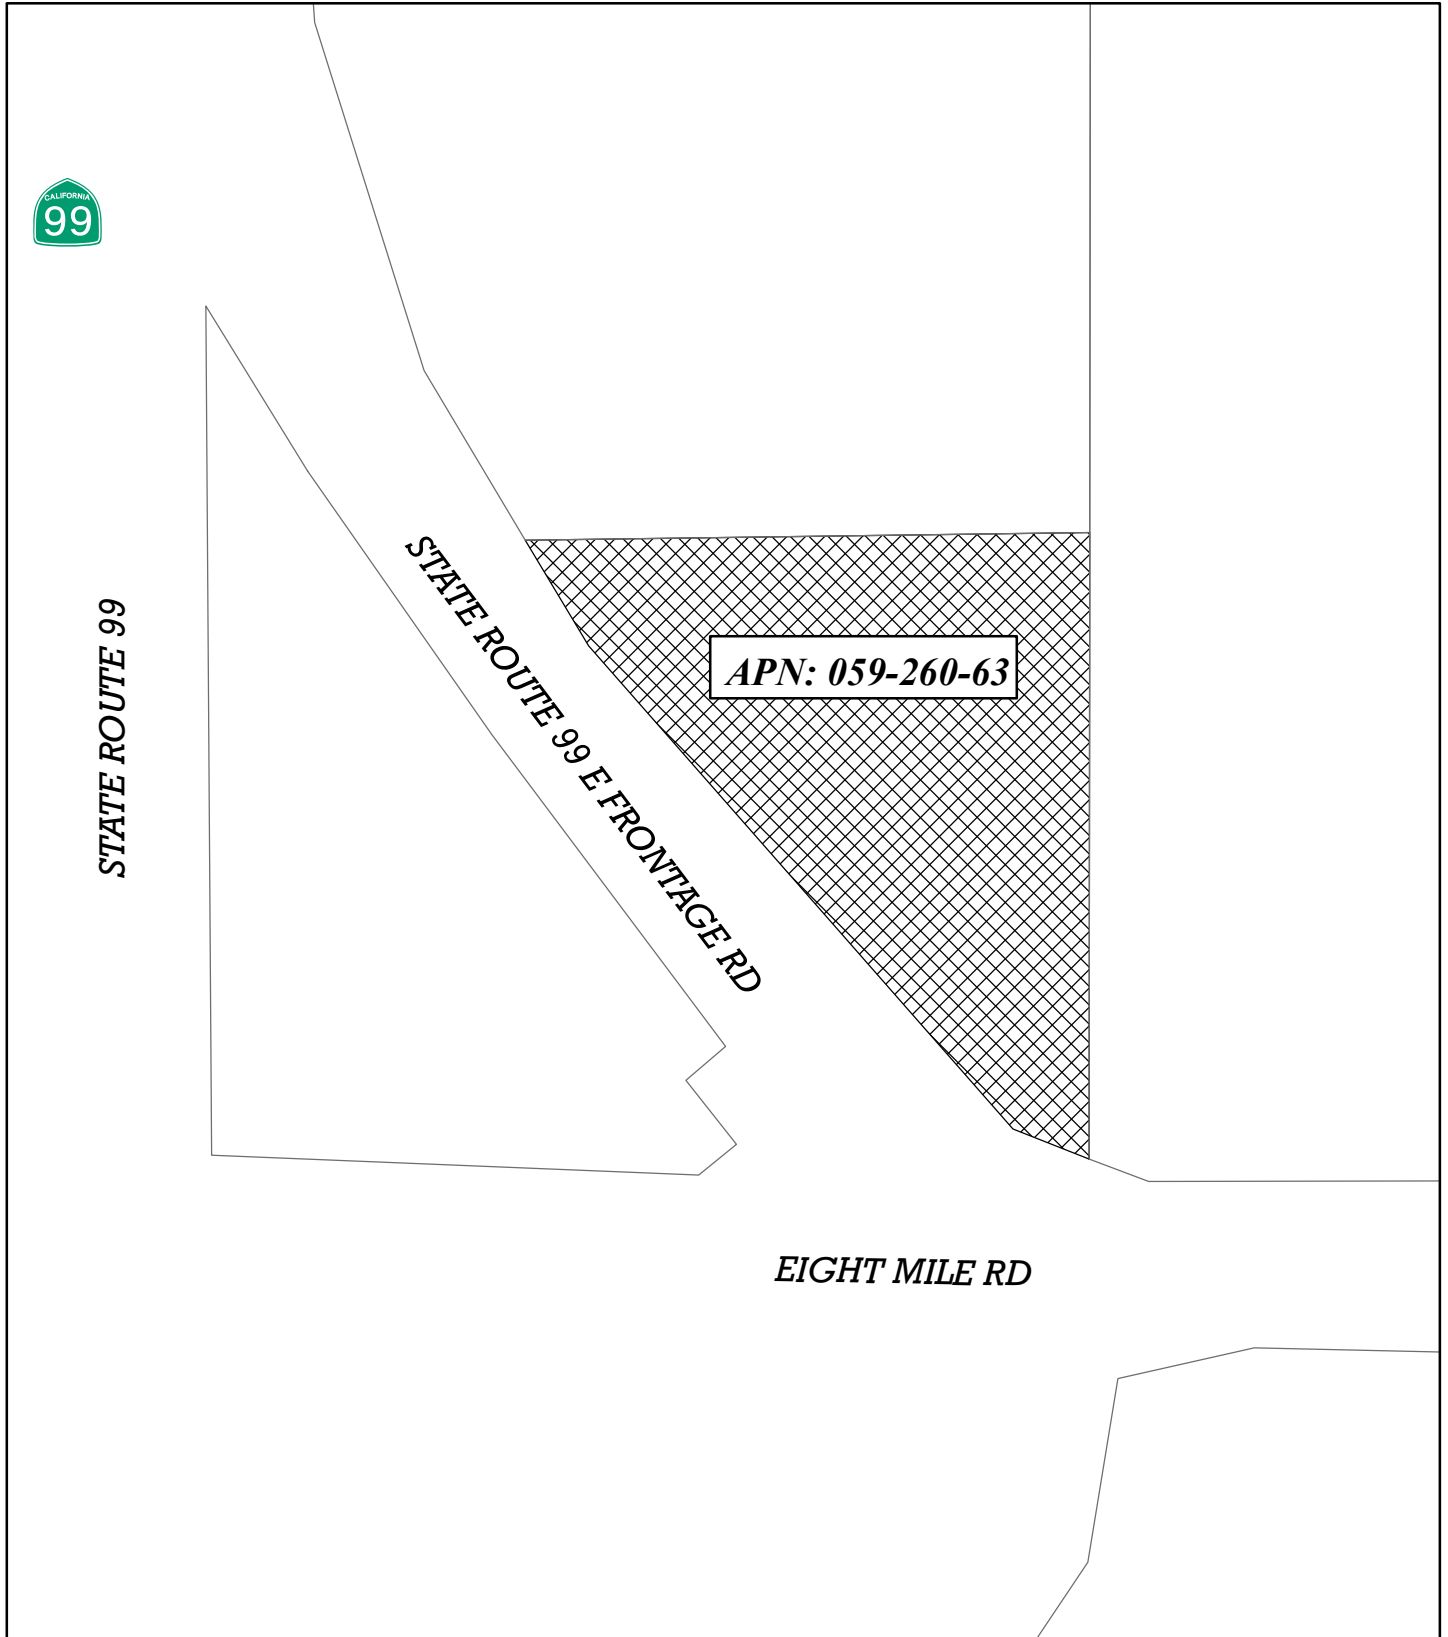 CALIFORNIA
99
STATE ROUTE 99
STATE ROUTE 99 E FRONTAGE RD
APN: 059-260-63
EIGHT MILE RD